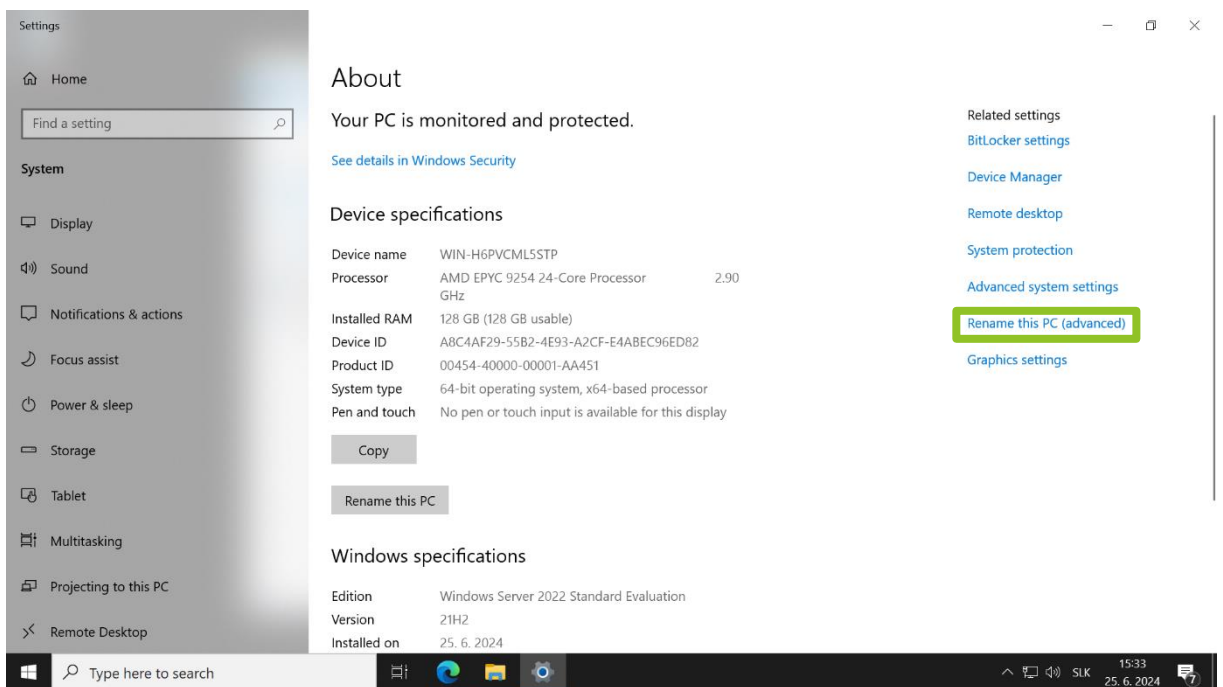 Settings
Home
Find a setting
System
Display
Sound
Notifications & actions
Focus assist
Power & sleep
Storage
Tablet
Multitasking
Projecting to this PC
Remote Desktop
About
Your PC is monitored and protected.
See details in Windows Security
Device specifications
Device name WIN-H6PVCML5STP
Processor AMD EPYC 9254 24-Core Processor 2.90
GHz
Installed RAM 128 GB (128 GB usable)
Device ID A8C4AF29-55B2-4E93-A2CF-E4ABEC96ED82
Product ID 00454-40000-00001-AA451
System type 64-bit operating system, x64-based processor
Pen and touch No pen or touch input is available for this display
Copy
Rename this PC
Windows specifications
Edition Windows Server 2022 Standard Evaluation
Version 21H2
Installed on 25. 6. 2024
Related settings
BitLocker settings
Device Manager
Remote desktop
System protection
Advanced system settings
Rename this PC (advanced)
Graphics settings
Type here to search
SLK
15:33
25. 6. 2024
7